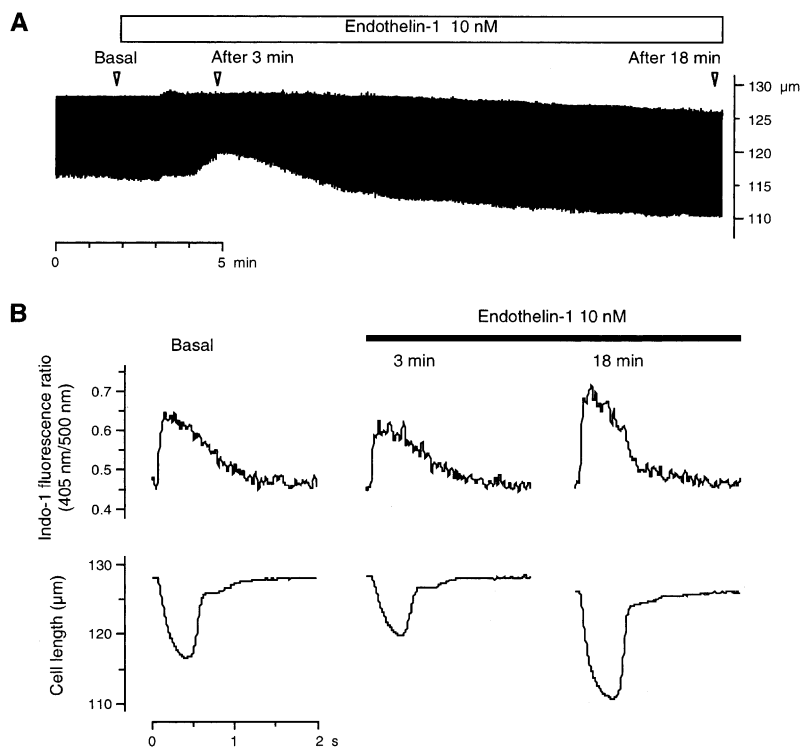 A
Endothelin-1 10 nM
Basal
After 3 min
After 18 min
130 µm
125
120
115
110
0
5 min
B
Endothelin-1 10 nM
Basal
3 min
18 min
Indo-1 fluorescence ratio
(405 nm/500 nm)
0.7
0.6
0.5
0.4
Cell length (µm)
130
120
110
0
1
2 s